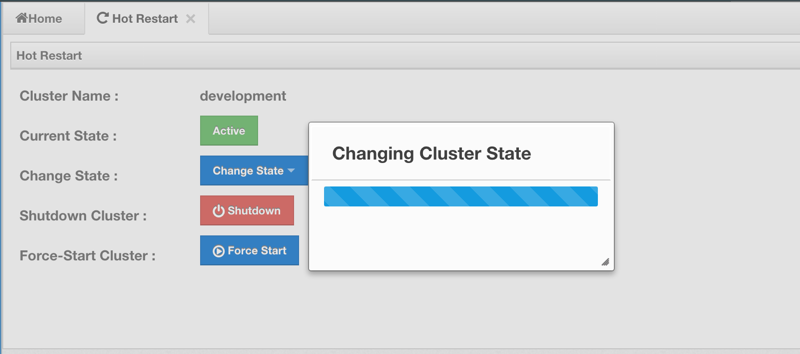 Home Hot Restart
Hot Restart
Cluster Name : development
Current State : Active
Change State : Change State
Shutdown Cluster : Shutdown
Force-Start Cluster : Force Start
Changing Cluster State